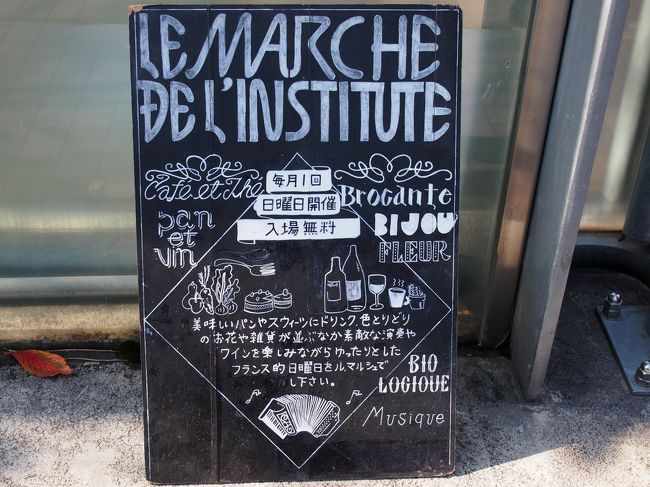 LE MARCHE
DE L'INSTITUTE
Café et thé
毎月1回
Brocante
日曜日開催
pan
et
vin
BIJOU
入場無料
FLEUR
美味しいパンやスウィーツにドリンク、色とりどり
のお花や雑貨が並ぶなか素敵な演奏や
ワインを楽しみながらゆったりとした
フランス的日曜日をルマルシェで
し下さい。
BIO
LOGIQUE
Musique